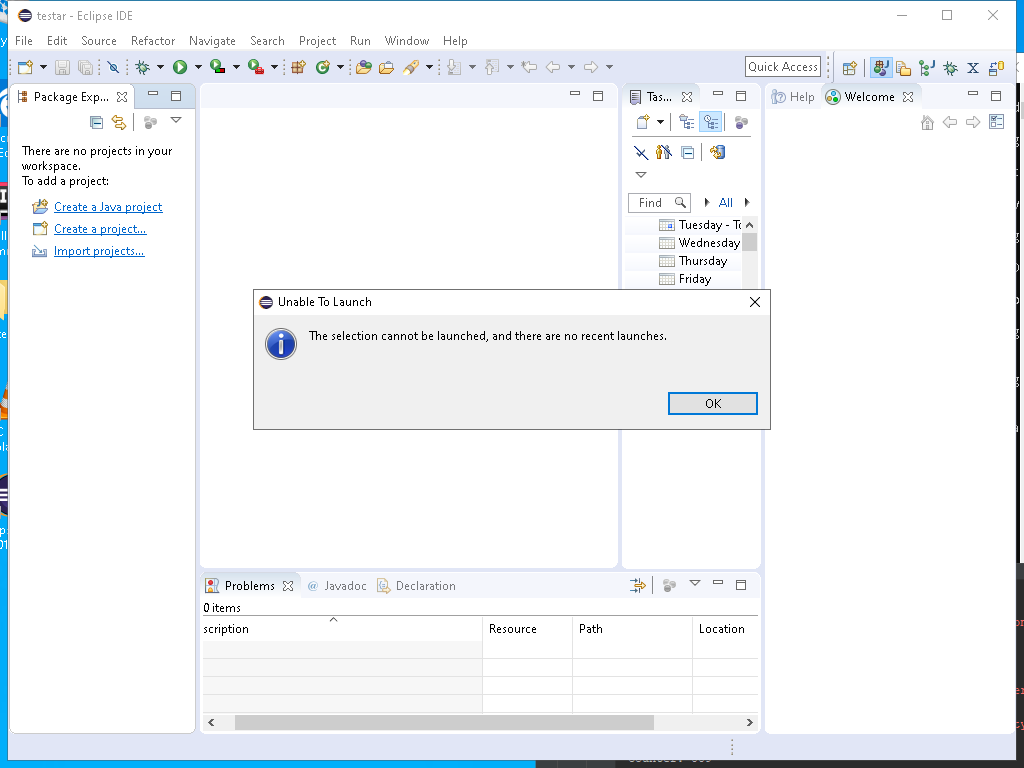 testar - Eclipse IDE
File Edit Source Refactor Navigate Search Project Run Window Help
Quick Access
Package Exp...
Tas...
Help
Welcome
There are no projects in your
workspace.
To add a project:
Create a Java project
Create a project...
Import projects...
Find
All
Tuesday - To
Wednesday
Thursday
Friday
Unable To Launch
The selection cannot be launched, and there are no recent launches.
OK
Problems
@ Javadoc
Declaration
0 items
scription
Resource
Path
Location